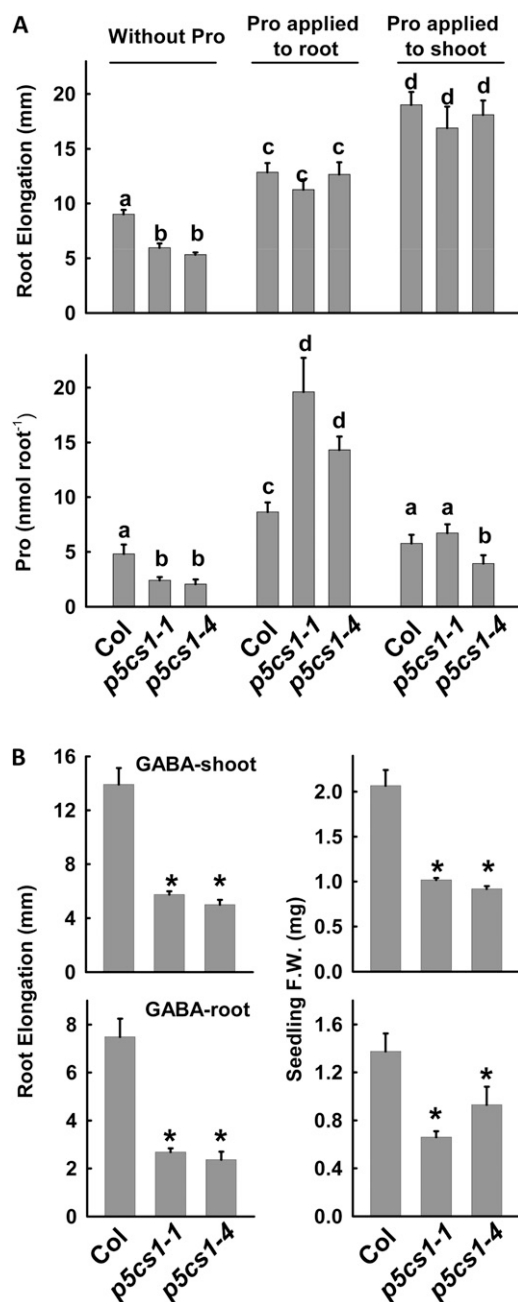 A
Without Pro
Pro applied to root
Pro applied to shoot
Root Elongation (mm)
20
15
10
5
0
a
b
b
c
c
c
d
d
d
Pro (nmol root-1)
20
15
10
5
0
a
b
b
c
d
d
a
a
b
Col
p5cs1-1
p5cs1-4
Col
p5cs1-1
p5cs1-4
Col
p5cs1-1
p5cs1-4
B
GABA-shoot
Root Elongation (mm)
16
12
8
4
0
*
*
Seedling F.W. (mg)
2.0
1.0
0.0
*
*
GABA-root
8
6
4
2
0
*
*
1.6
1.2
0.8
0.4
0.0
*
*
Col
p5cs1-1
p5cs1-4
Col
p5cs1-1
p5cs1-4